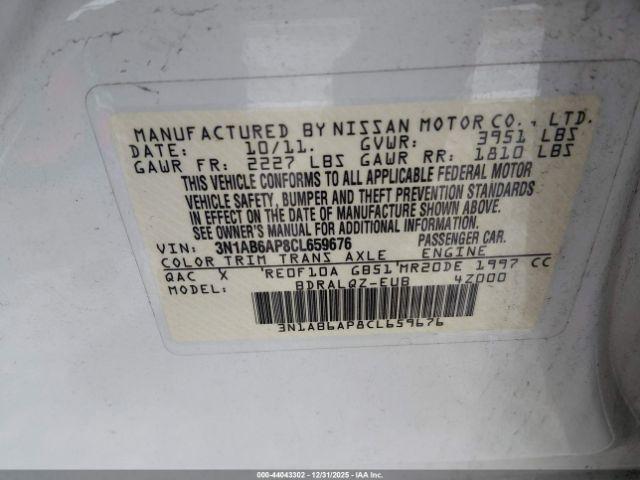 MANUFACTURED BY NISSAN MOTOR CO., LTD.
DATE: 10/11. GVWR: 3951 LBS
GAWR FR: 2227 LBS GAWR RR: 1810 LBS
THIS VEHICLE CONFORMS TO ALL APPLICABLE FEDERAL MOTOR
VEHICLE SAFETY, BUMPER AND THEFT PREVENTION STANDARDS
IN EFFECT ON THE DATE OF MANUFACTURE SHOWN ABOVE.
SEE OWNER'S MANUAL FOR ADDITIONAL INFORMATION.
VIN: 3N1AB6AP8CL659676 PASSENGER CAR.
COLOR TRIM TRANS AXLE ENGINE
QAC X 'RE0F10A GB51'MR20DE 1997 CC
MODEL: BDRALQZ-EUB 4Z000
3N1AB6AP8CL659676
000-44043302 - 12/31/2025 - IAA Inc.